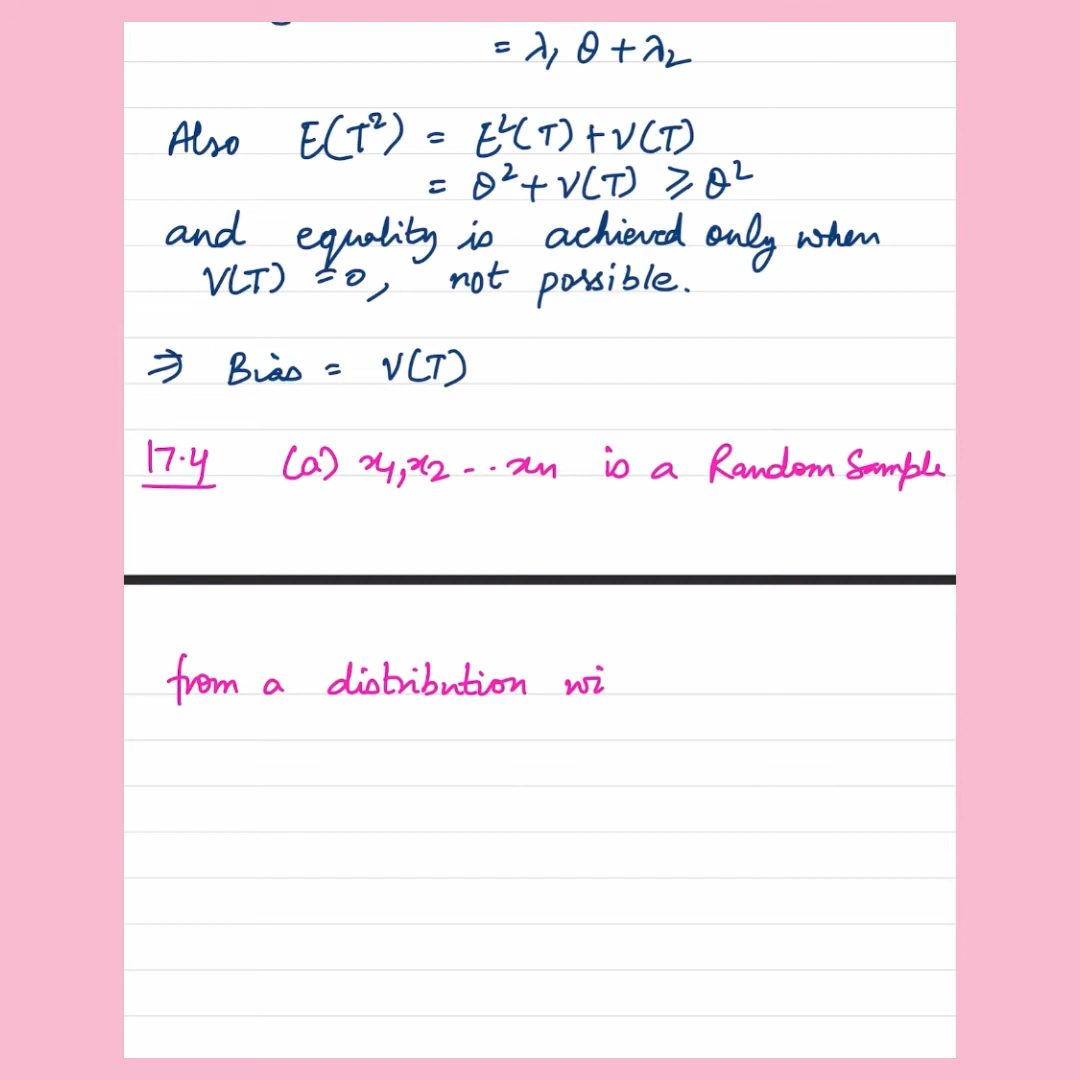 = λ₁ θ + λ₂
Also E(T²) = E²(T) + V(T)
= θ² + V(T) ≥ θ²
and equality is achieved only when
V(T) = 0, not possible.
⇒ Bias = V(T)
17.4 (a) x₁, x₂ -.. xn is a Random Sample
from a distribution wi